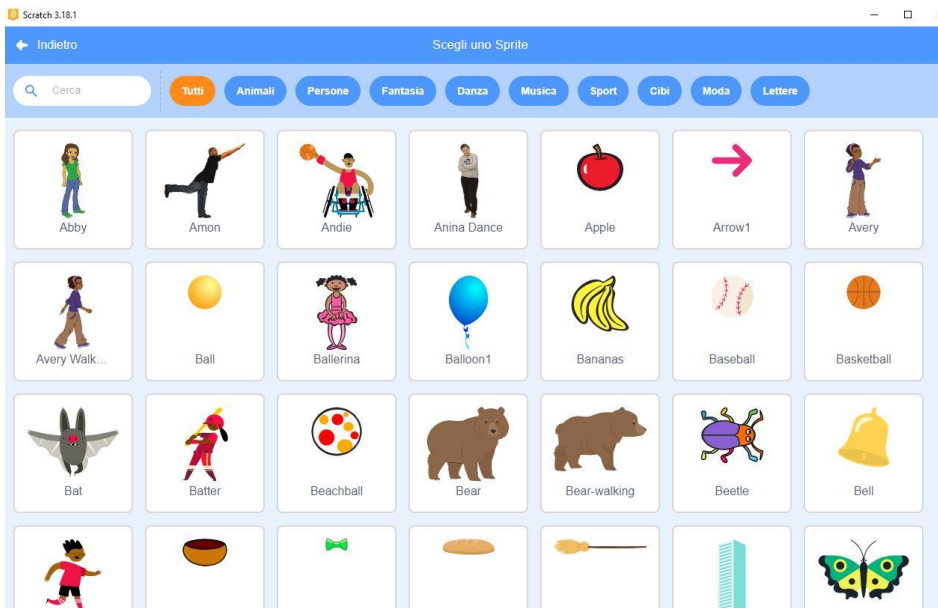 Scratch 3.18.1
Indietro
Scegli uno Sprite
Cerca
Tutti
Animali
Persone
Fantasia
Danza
Musica
Sport
Cibi
Moda
Lettere
Abby
Amon
Andie
Anina Dance
Apple
Arrow1
Avery
Avery Walk...
Ball
Ballerina
Balloon1
Bananas
Baseball
Basketball
Bat
Batter
Beachball
Bear
Bear-walking
Beetle
Bell